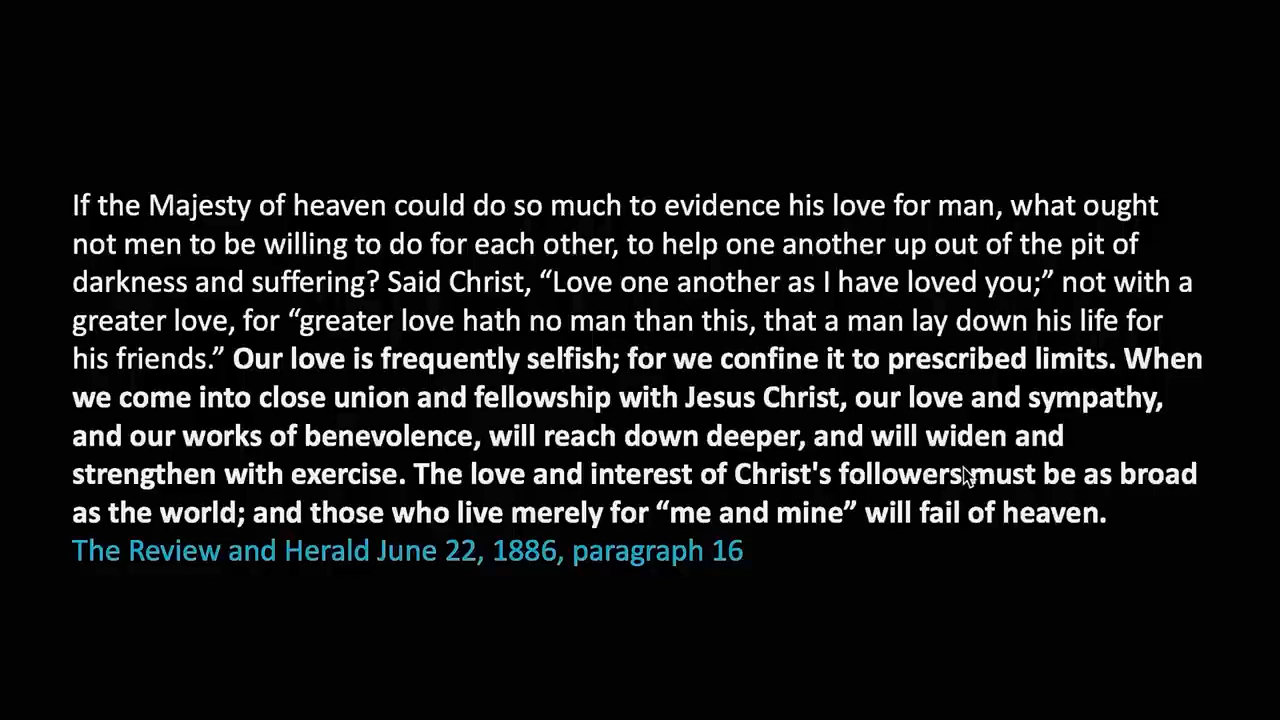 If the Majesty of heaven could do so much to evidence his love for man, what ought
not men to be willing to do for each other, to help one another up out of the pit of
darkness and suffering? Said Christ, “Love one another as I have loved you;” not with a
greater love, for “greater love hath no man than this, that a man lay down his life for
his friends.” Our love is frequently selfish; for we confine it to prescribed limits. When
we come into close union and fellowship with Jesus Christ, our love and sympathy,
and our works of benevolence, will reach down deeper, and will widen and
strengthen with exercise. The love and interest of Christ's followers must be as broad
as the world; and those who live merely for “me and mine” will fail of heaven.
The Review and Herald June 22, 1886, paragraph 16